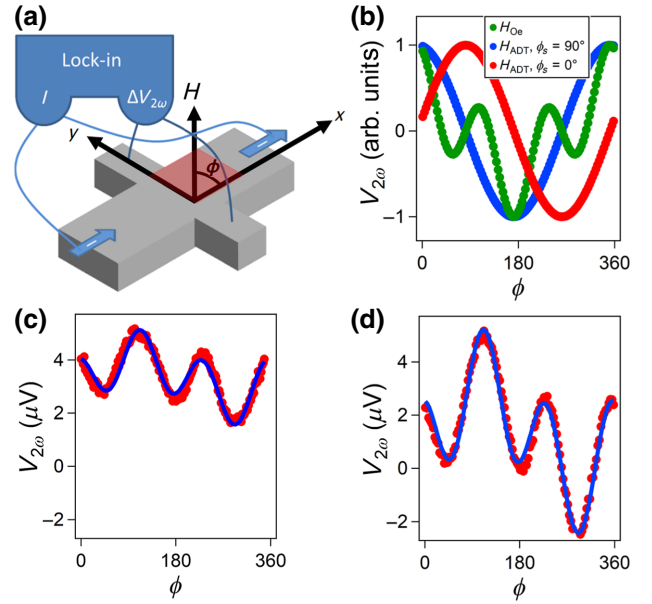 (a)
Lock-in
I
ΔV2ω
H
x
y
ϕ
(b)
HOe
HADT, ϕs = 90°
HADT, ϕs = 0°
V2ω (arb. units)
1
0
−1
0
180
360
ϕ
(c)
V2ω (μV)
4
2
0
−2
0
180
360
ϕ
(d)
V2ω (μV)
4
2
0
−2
0
180
360
ϕ